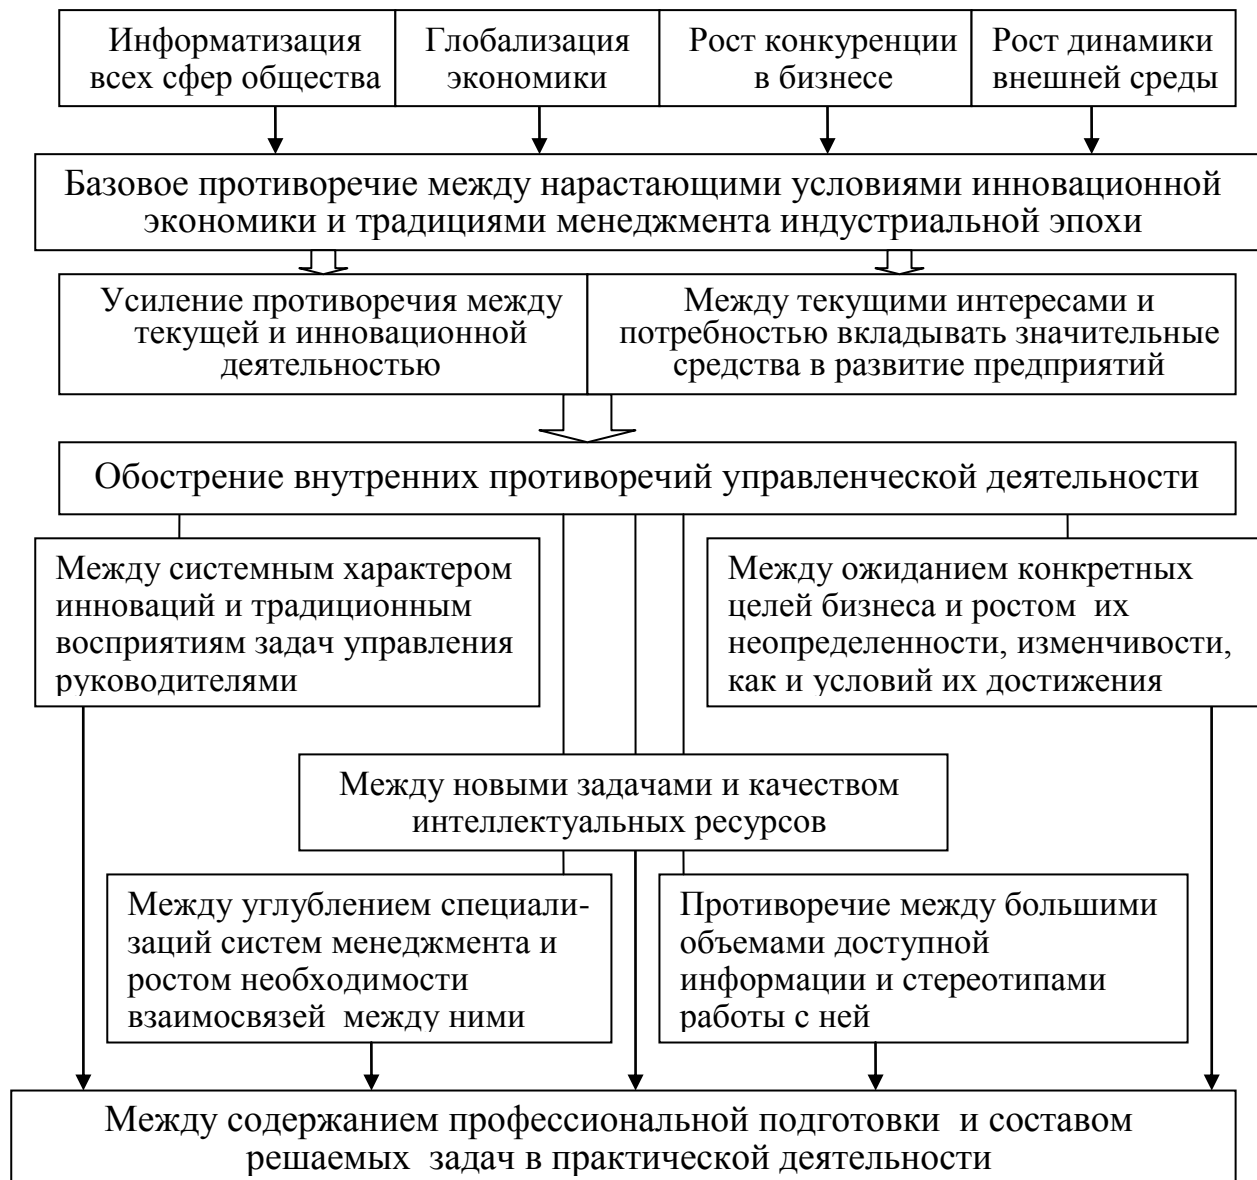 Информатизация
всех сфер общества
Глобализация
экономики
Рост конкуренции
в бизнесе
Рост динамики
внешней среды
Базовое противоречие между нарастающими условиями инновационной
экономики и традициями менеджмента индустриальной эпохи
Усиление противоречия между
текущей и инновационной
деятельностью
Между текущими интересами и
потребностью вкладывать значительные
средства в развитие предприятий
Обострение внутренних противоречий управленческой деятельности
Между системным характером
инноваций и традиционным
восприятиям задач управления
руководителями
Между ожиданием конкретных
целей бизнеса и ростом их
неопределенности, изменчивости,
как и условий их достижения
Между новыми задачами и качеством
интеллектуальных ресурсов
Между углублением специали-
заций систем менеджмента и
ростом необходимости
взаимосвязей между ними
Противоречие между большими
объемами доступной
информации и стереотипами
работы с ней
Между содержанием профессиональной подготовки и составом
решаемых задач в практической деятельности